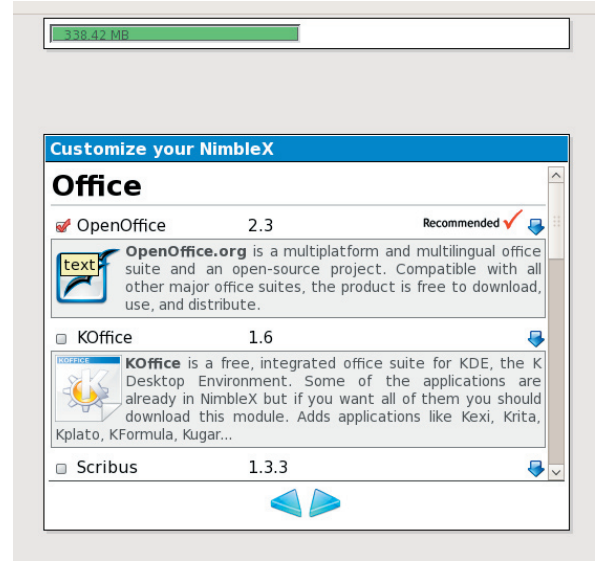 338.42 MB
Customize your NimbleX
Office
OpenOffice 2.3 Recommended
text
OpenOffice.org is a multiplatform and multilingual office
suite and an open-source project. Compatible with all
other major office suites, the product is free to download,
use, and distribute.
KOffice 1.6
KOFFICE
KOffice is a free, integrated office suite for KDE, the K
Desktop Environment. Some of the applications are
already in NimbleX but if you want all of them you should
download this module. Adds applications like Kexi, Krita,
Kplato, KFormula, Kugar...
Scribus 1.3.3